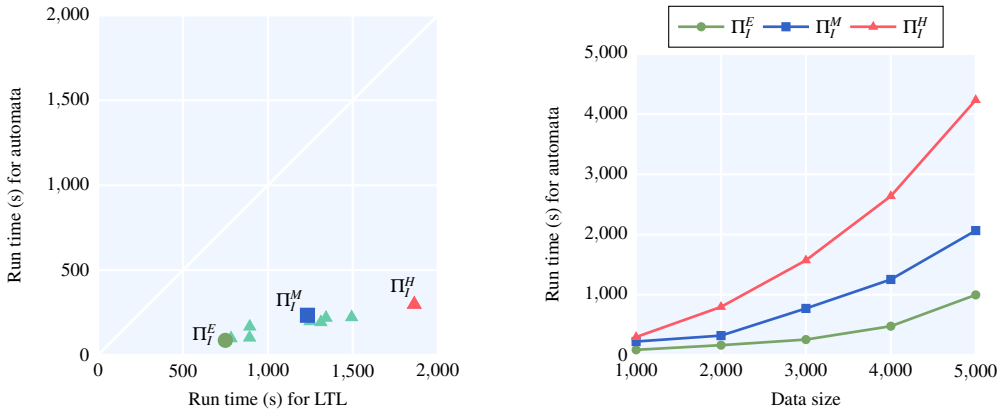 2,000
1,500
1,000
500
0
0
500
1,000
1,500
2,000
Run time (s) for automata
Run time (s) for LTL
Π_I^E
Π_I^M
Π_I^H
Π_I^E Π_I^M Π_I^H
5,000
4,000
3,000
2,000
1,000
0
1,000
2,000
3,000
4,000
5,000
Run time (s) for automata
Data size